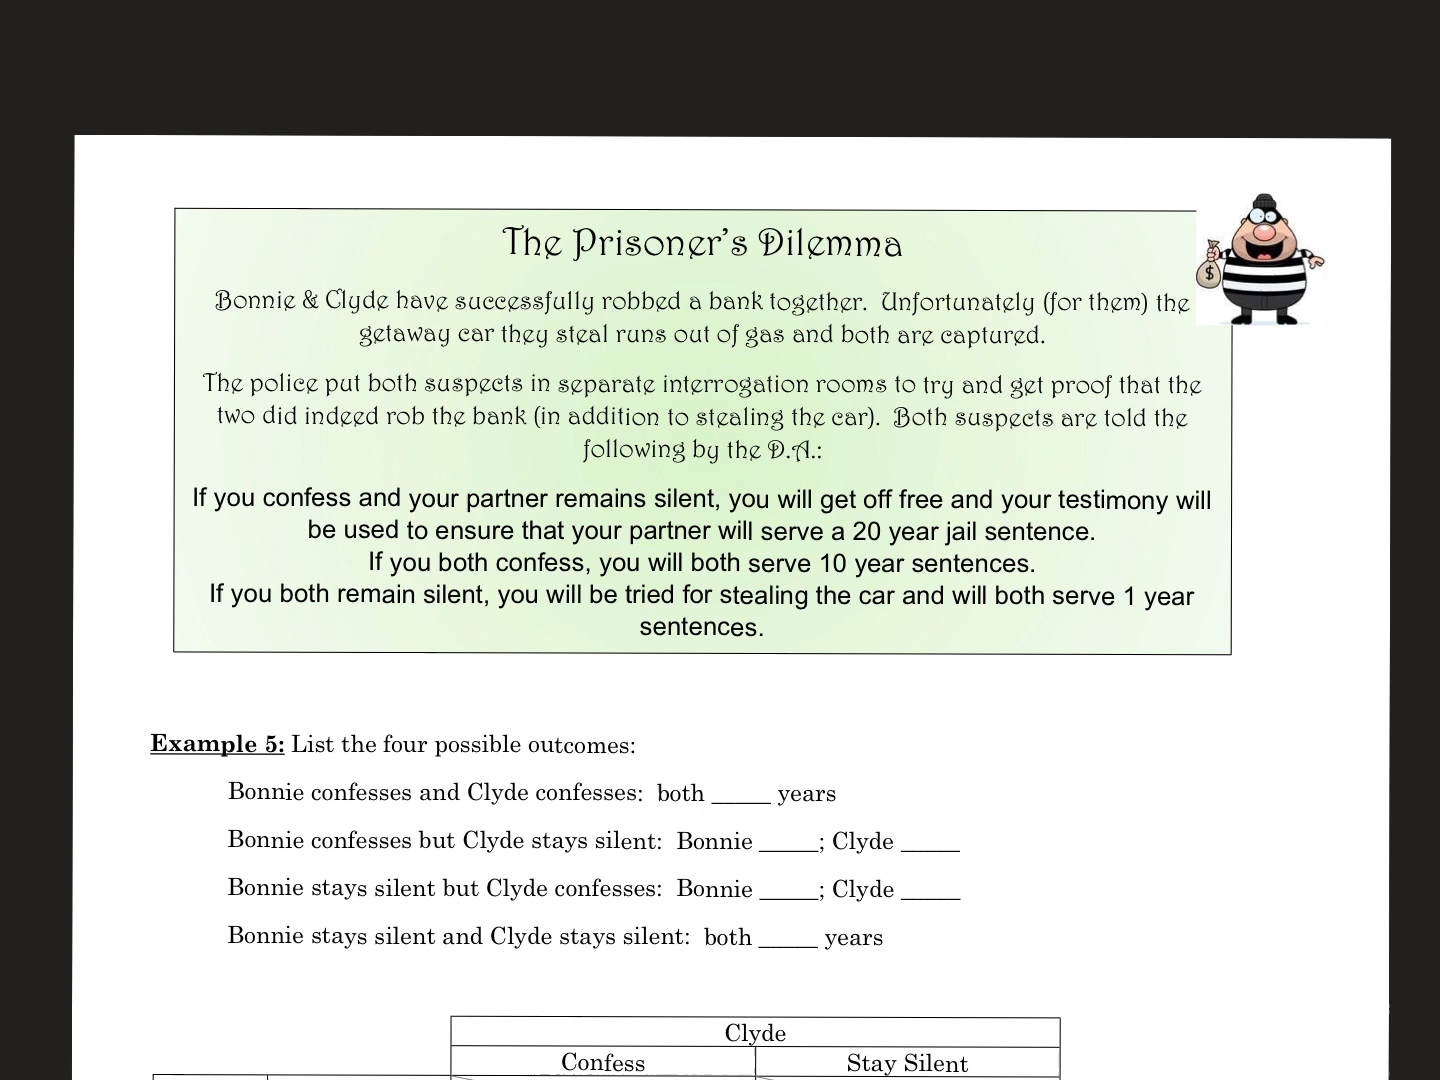 The Prisoner's Dilemma
Bonnie & Clyde have successfully robbed a bank together.  Unfortunately (for them) the
getaway car they steal runs out of gas and both are captured.
The police put both suspects in separate interrogation rooms to try and get proof that the
two did indeed rob the bank (in addition to stealing the car).  Both suspects are told the
following by the D.A.:
If you confess and your partner remains silent, you will get off free and your testimony will
be used to ensure that your partner will serve a 20 year jail sentence.
If you both confess, you will both serve 10 year sentences.
If you both remain silent, you will be tried for stealing the car and will both serve 1 year
sentences.
$
Example 5: List the four possible outcomes:
Bonnie confesses and Clyde confesses:  both _____ years
Bonnie confesses but Clyde stays silent:  Bonnie _____; Clyde _____
Bonnie stays silent but Clyde confesses:  Bonnie _____; Clyde _____
Bonnie stays silent and Clyde stays silent:  both _____ years
Clyde
Confess Stay Silent